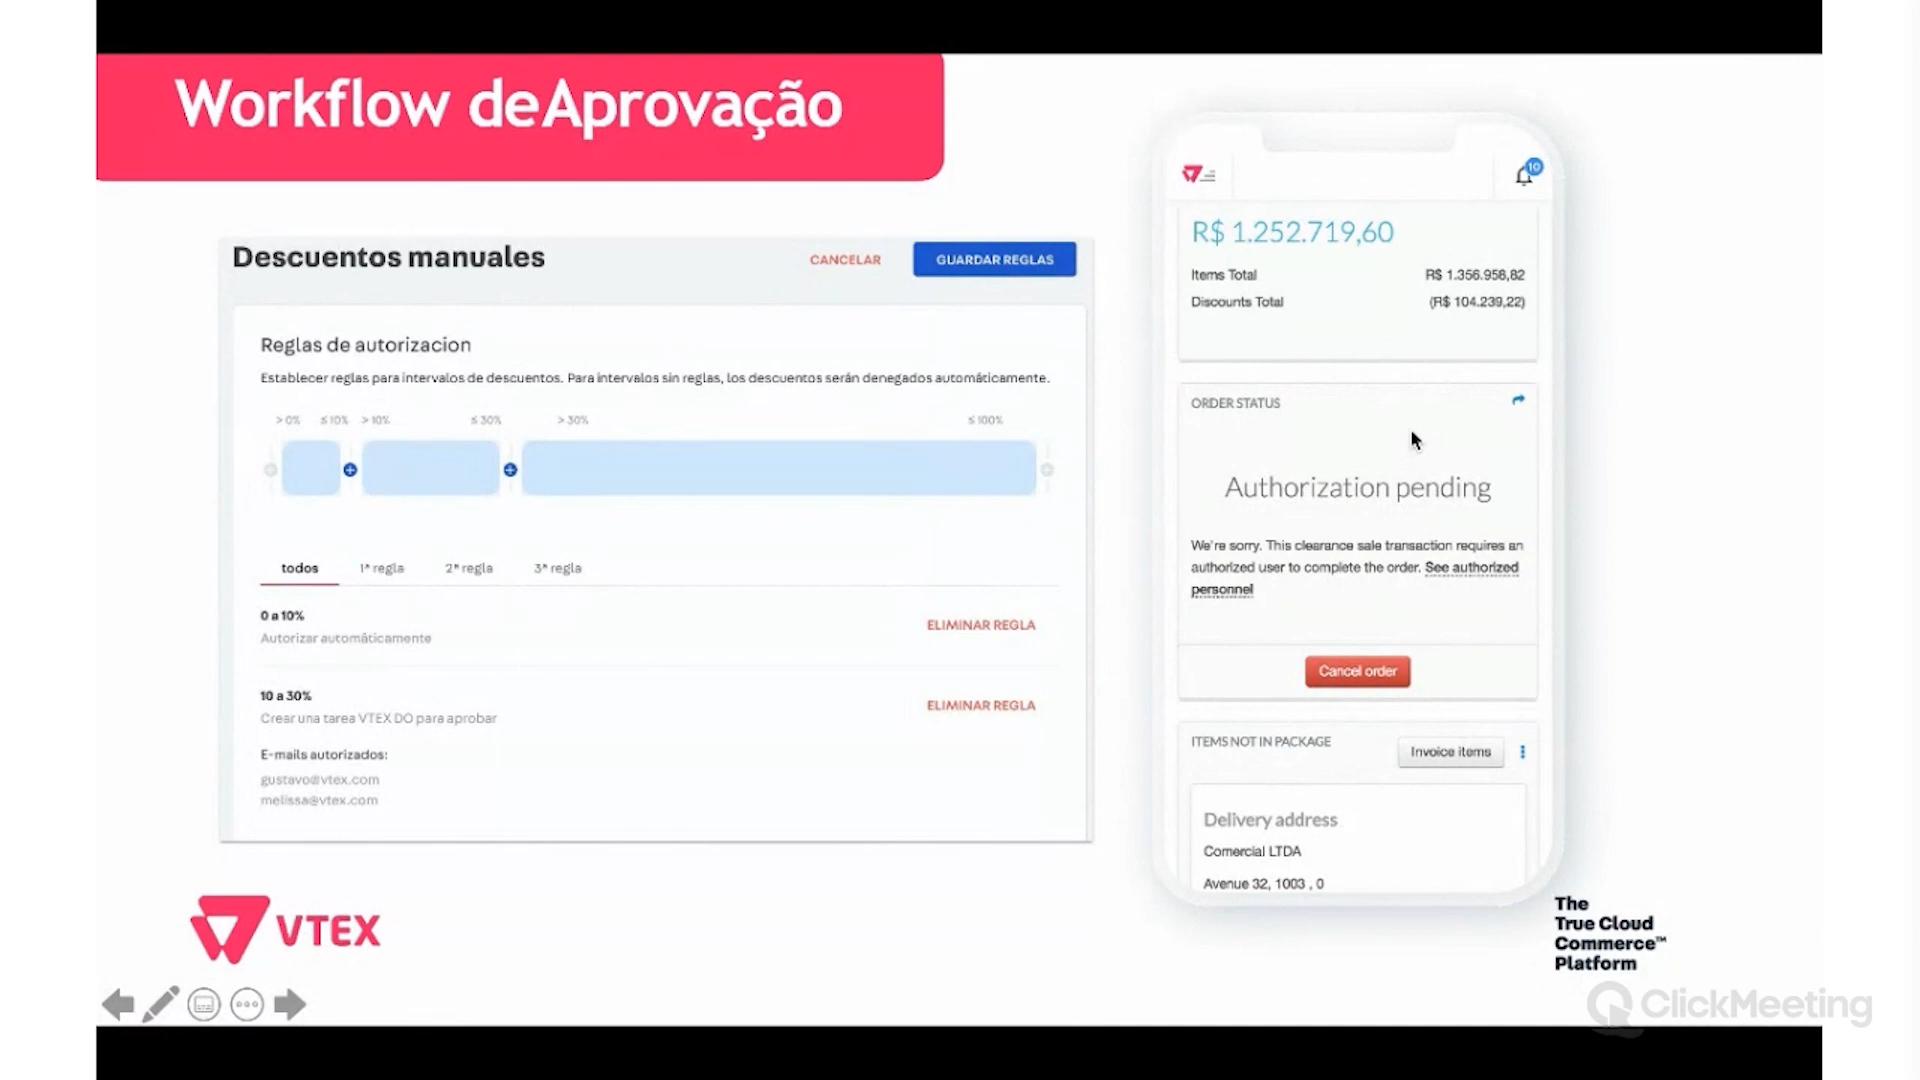 Workflow deAprovação
Descuentos manuales
CANCELAR
GUARDAR REGLAS
Reglas de autorizacion
Establecer reglas para intervalos de descuentos. Para intervalos sin reglas, los descuentos serán denegados automáticamente.
> 0% ≤ 10% > 10% ≤ 30% > 30% ≤ 100%
todos 1ª regla 2ª regla 3ª regla
0 a 10%
Autorizar automáticamente
ELIMINAR REGLA
10 a 30%
Crear una tarea VTEX DO para aprobar
ELIMINAR REGLA
E-mails autorizados:
gustavo@vtex.com
melissa@vtex.com
10
R$ 1.252.719,60
Items Total R$ 1.356.958,82
Discounts Total (R$ 104.239,22)
ORDER STATUS
Authorization pending
We're sorry. This clearance sale transaction requires an
authorized user to complete the order. See authorized
personnel
Cancel order
ITEMS NOT IN PACKAGE
Invoice items
Delivery address
Comercial LTDA
Avenue 32, 1003 , 0
VTEX
The
True Cloud
Commerce™
Platform
ClickMeeting